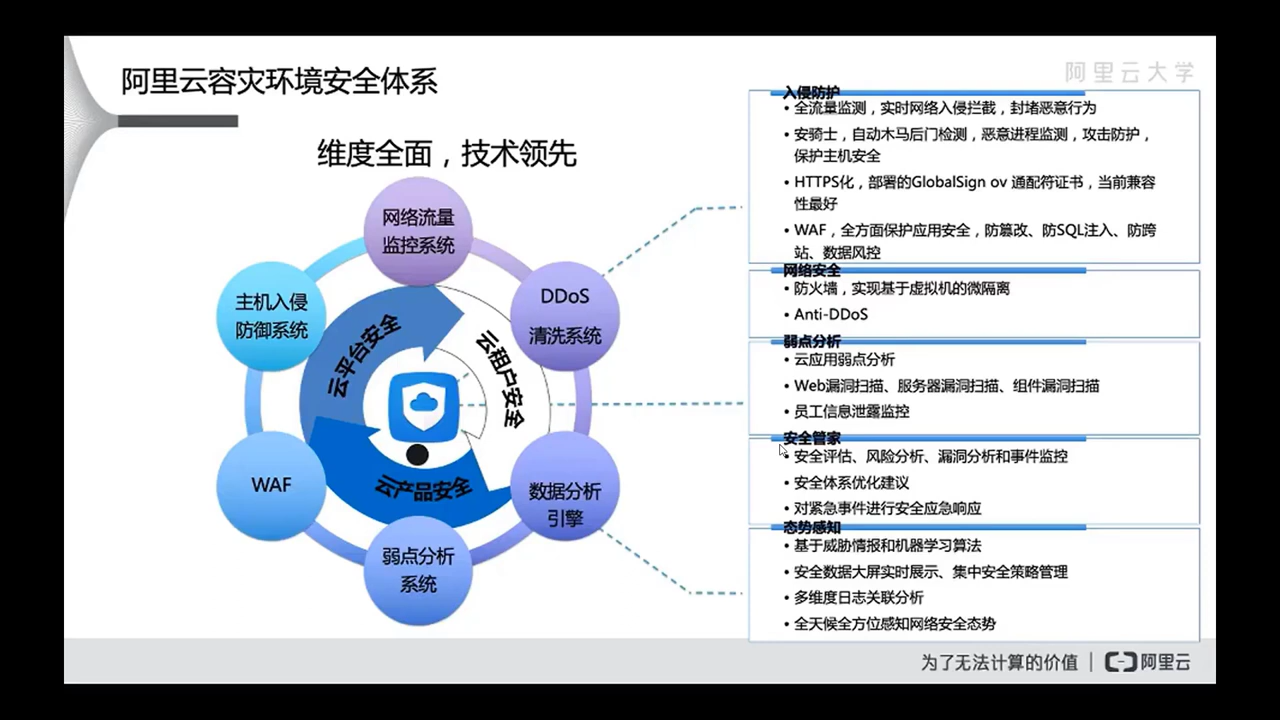 阿里云容灾环境安全体系
阿里云大学
维度全面，技术领先
网络流量
监控系统
主机入侵
防御系统
DDoS
清洗系统
WAF
数据分析
引擎
弱点分析
系统
云平台安全
云租户安全
云产品安全
入侵防护
• 全流量监测，实时网络入侵拦截，封堵恶意行为
• 安骑士，自动木马后门检测，恶意进程监测，攻击防护，
保护主机安全
• HTTPS化，部署的GlobalSign ov 通配符证书，当前兼容
性最好
• WAF，全方面保护应用安全，防篡改、防SQL注入、防跨
站、数据风控
网络安全
• 防火墙，实现基于虚拟机的微隔离
• Anti-DDoS
弱点分析
• 云应用弱点分析
• Web漏洞扫描、服务器漏洞扫描、组件漏洞扫描
• 员工信息泄露监控
安全管家
• 安全评估、风险分析、漏洞分析和事件监控
• 安全体系优化建议
• 对紧急事件进行安全应急响应
态势感知
• 基于威胁情报和机器学习算法
• 安全数据大屏实时展示、集中安全策略管理
• 多维度日志关联分析
• 全天候全方位感知网络安全态势
为了无法计算的价值 | 阿里云